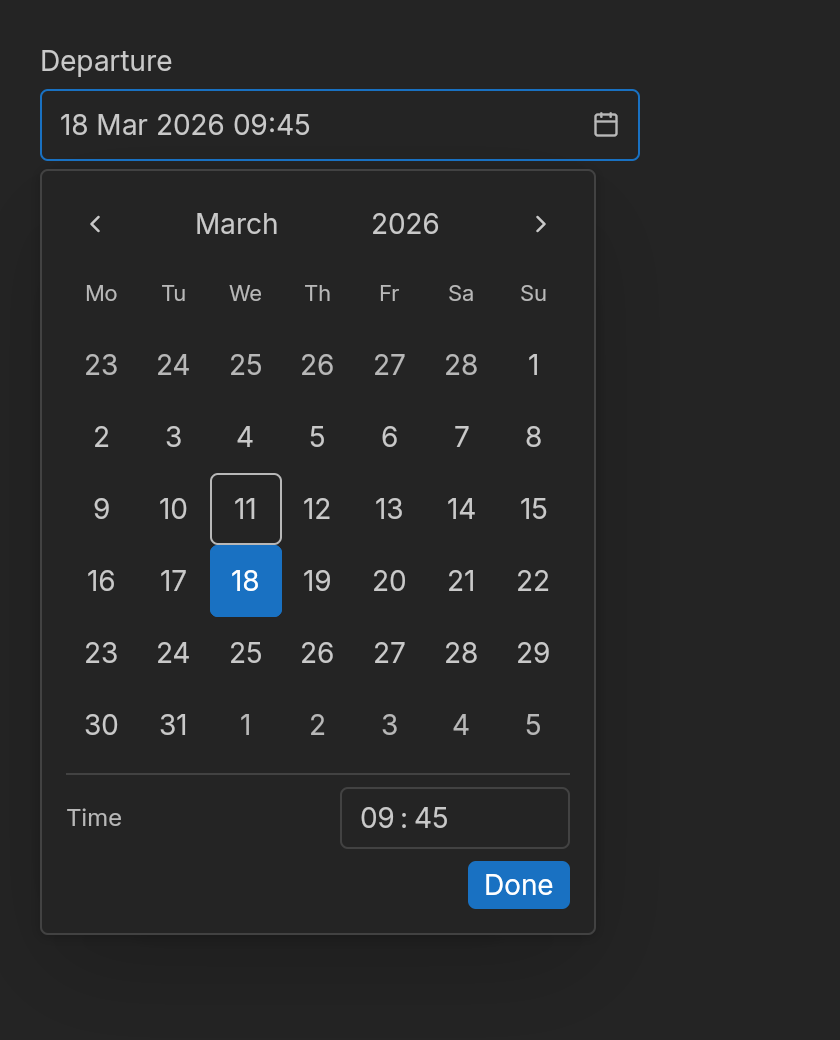 Departure
18 Mar 2026 09:45
March 2026
Mo Tu We Th Fr Sa Su
23 24 25 26 27 28 1
2 3 4 5 6 7 8
9 10 11 12 13 14 15
16 17 18 19 20 21 22
23 24 25 26 27 28 29
30 31 1 2 3 4 5
Time 09 : 45
Done